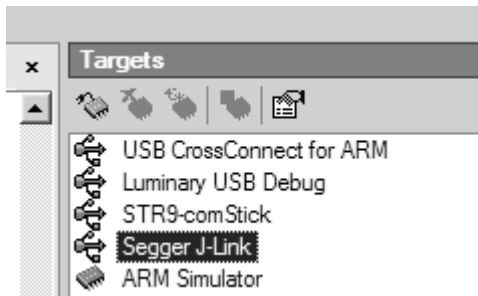 Targets
USB CrossConnect for ARM
Luminary USB Debug
STR9-comStick
Segger J-Link
ARM Simulator